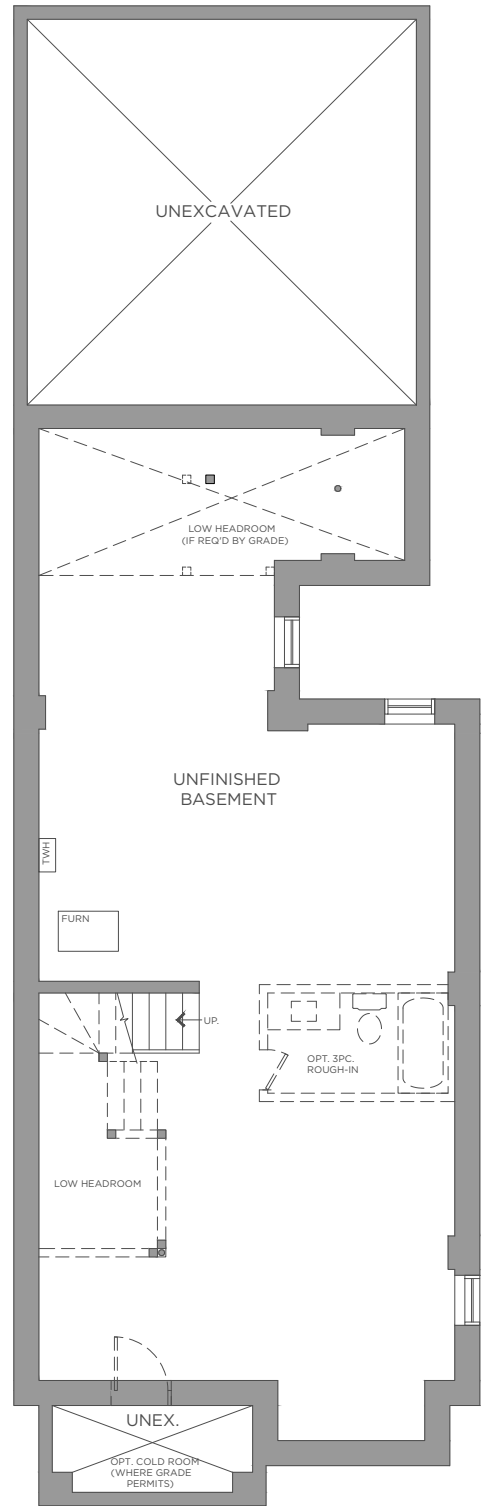 UNEXCAVATED
LOW HEADROOM
(IF REQ'D BY GRADE)
UNFINISHED
BASEMENT
TWH
FURN
UP.
OPT. 3PC.
ROUGH-IN
LOW HEADROOM
UNEX.
OPT. COLD ROOM
(WHERE GRADE
PERMITS)